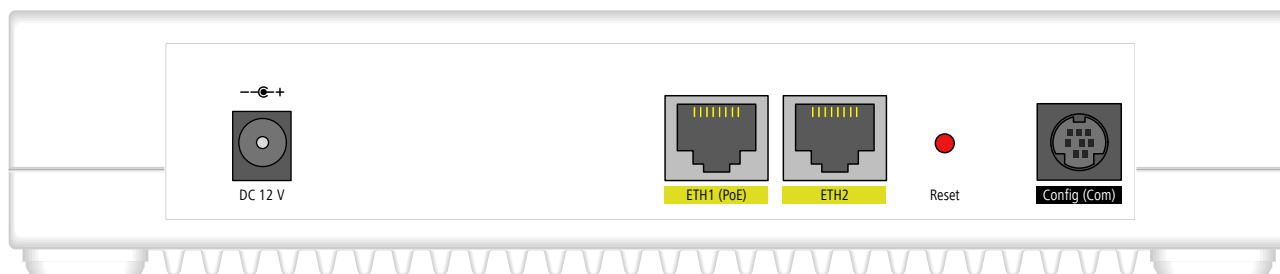 DC 12 V
ETH1 (PoE)
ETH2
Reset
Config (Com)